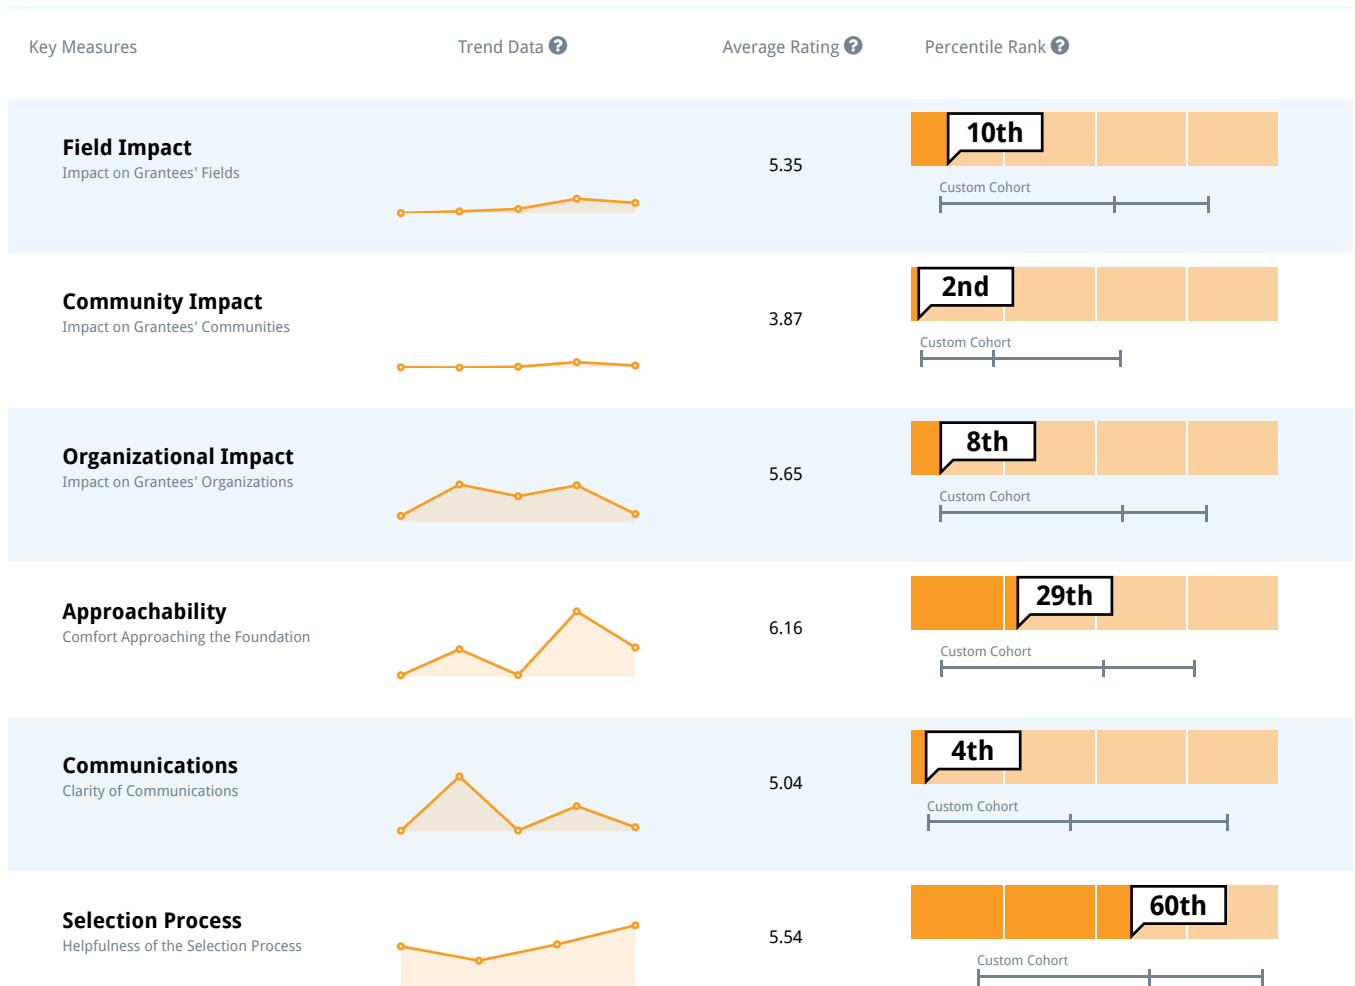 Key Measures
Trend Data ?
Average Rating ?
Percentile Rank ?
Field Impact
Impact on Grantees' Fields
5.35
10th
Custom Cohort
Community Impact
Impact on Grantees' Communities
3.87
2nd
Custom Cohort
Organizational Impact
Impact on Grantees' Organizations
5.65
8th
Custom Cohort
Approachability
Comfort Approaching the Foundation
6.16
29th
Custom Cohort
Communications
Clarity of Communications
5.04
4th
Custom Cohort
Selection Process
Helpfulness of the Selection Process
5.54
60th
Custom Cohort